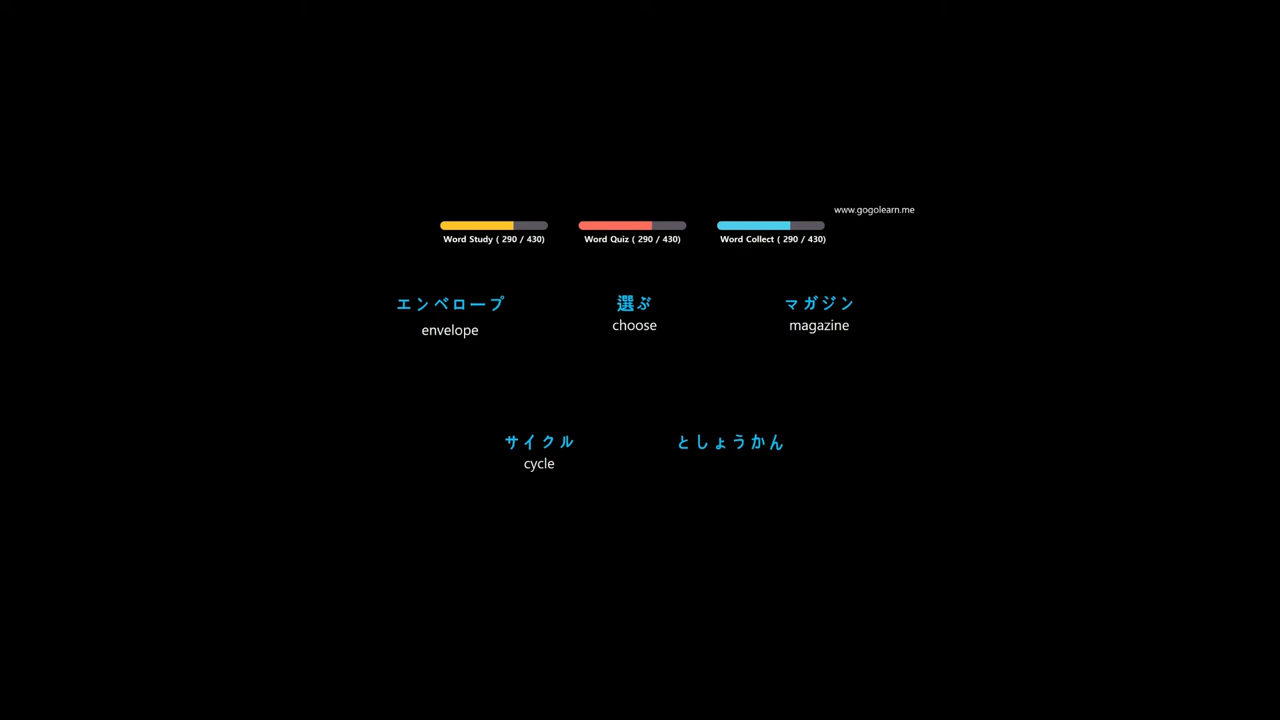 www.gogolearn.me
Word Study ( 290 / 430)
Word Quiz ( 290 / 430)
Word Collect ( 290 / 430)
エンベロープ
envelope
選ぶ
choose
マガジン
magazine
サイクル
cycle
としょうかん